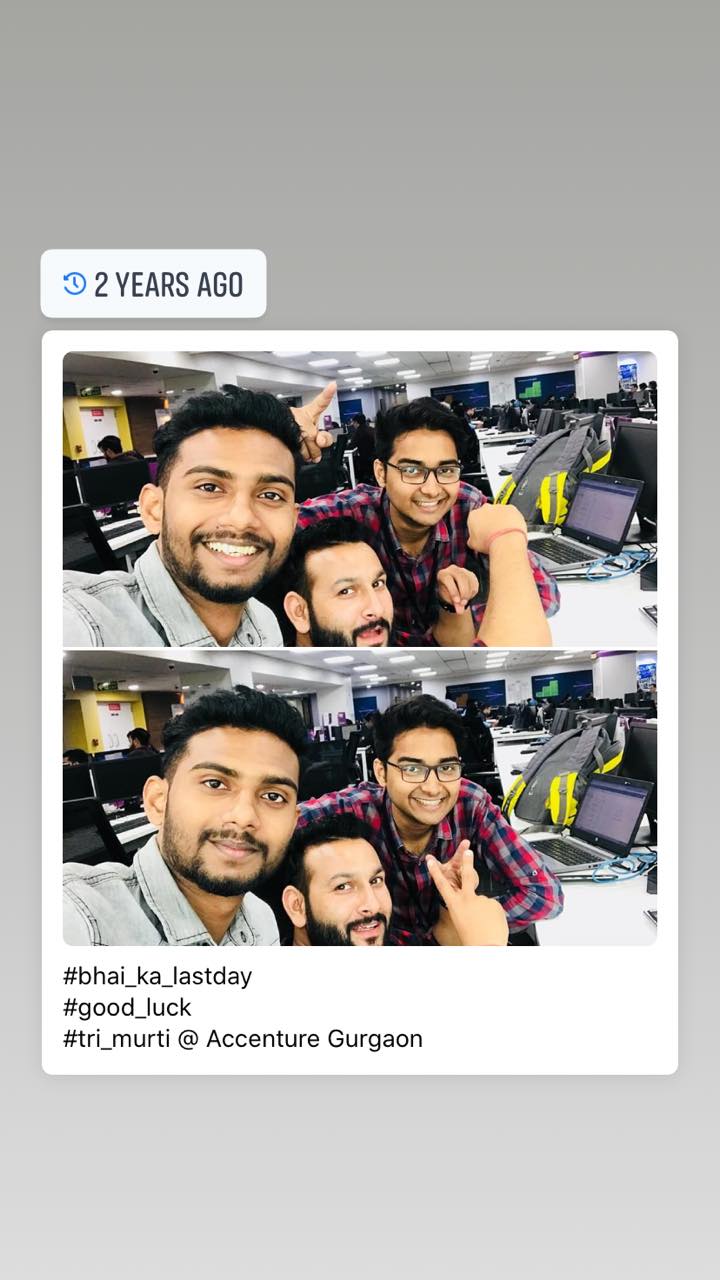 2 YEARS AGO
#bhai_ka_lastday
#good_luck
#tri_murti @ Accenture Gurgaon